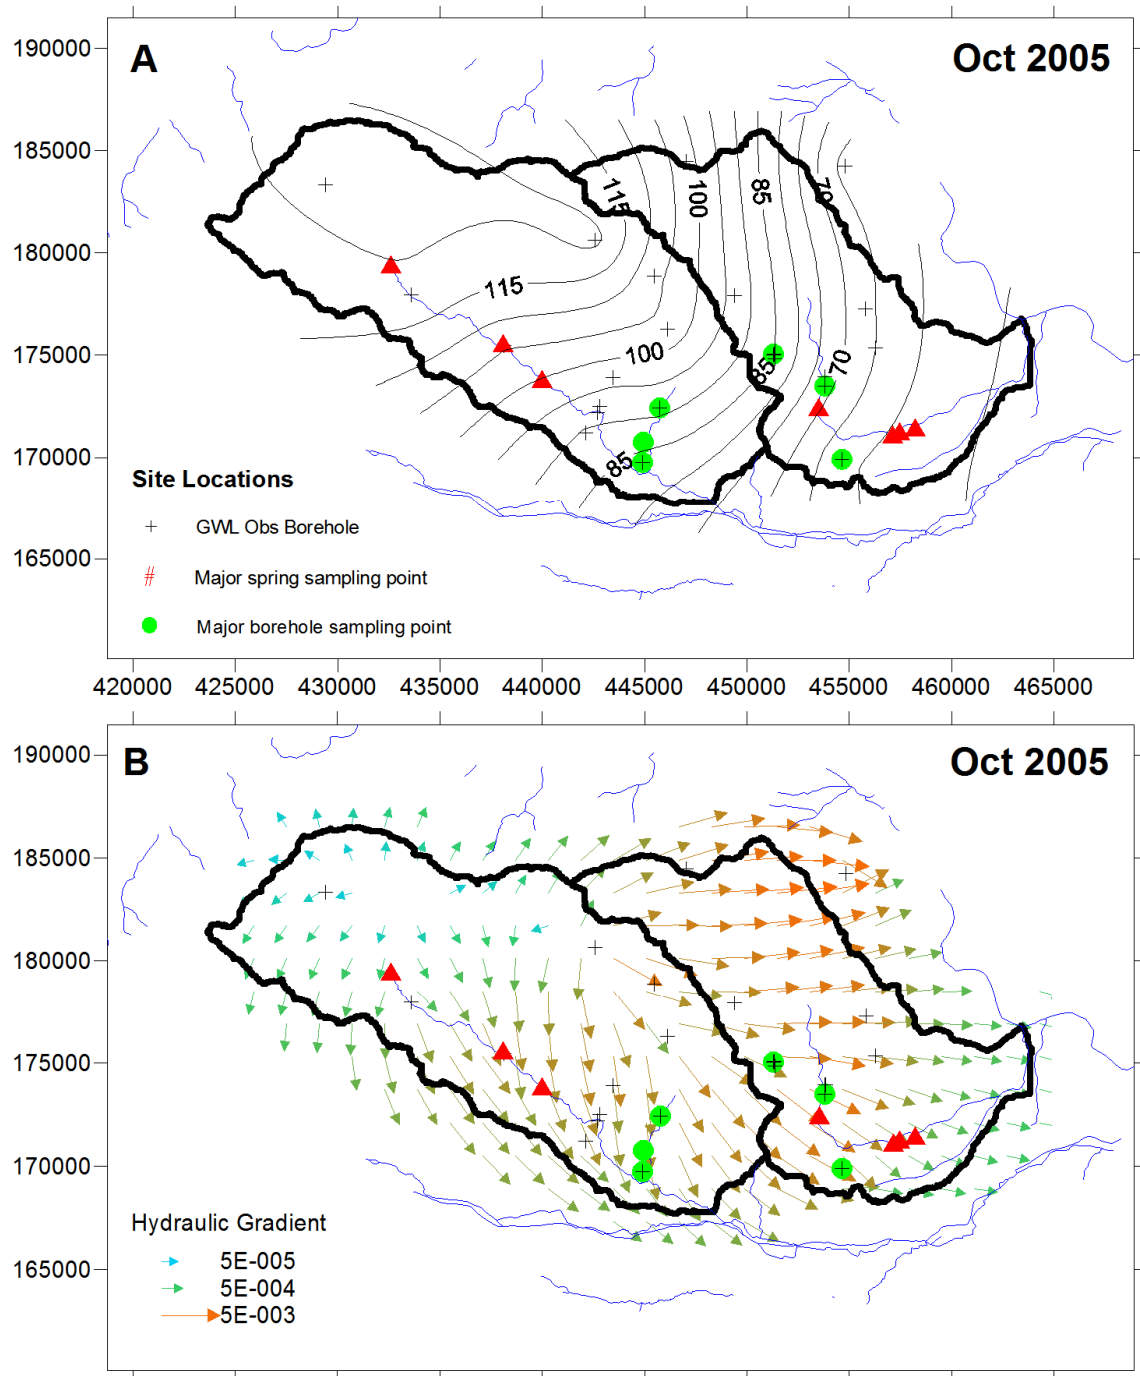 190000
A
Oct 2005
185000
115
100
85
70
180000
115
175000
100
85
70
170000
85
Site Locations
GWL Obs Borehole
165000
# Major spring sampling point
Major borehole sampling point
420000 425000 430000 435000 440000 445000 450000 455000 460000 465000
190000
B
Oct 2005
185000
180000
175000
170000
Hydraulic Gradient
165000
5E-005
5E-004
5E-003